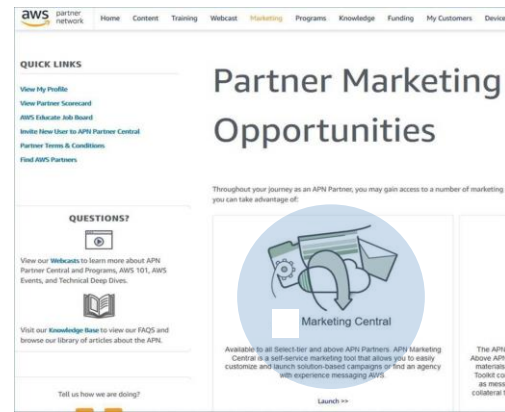 aws partner network
Home Content Training Webcast Marketing Programs Knowledge Funding My Customers Device
QUICK LINKS
View My Profile
View Partner Scorecard
AWS Educate Job Board
Invite New User to APN Partner Central
Partner Terms & Conditions
Find AWS Partners
QUESTIONS?
View our Webcasts to learn more about APN
Partner Central and Programs, AWS 101, AWS
Events, and Technical Deep Dives.
Visit our Knowledge Base to view our FAQS and
browse our library of articles about the APN.
Tell us how we are doing?
Partner Marketing
Opportunities
Throughout your journey as an APN Partner, you may gain access to a number of marketing
you can take advantage of:
Marketing Central
Available to all Select-tier and above APN Partners. APN Marketing
Central is a self-service marketing tool that allows you to easily
customize and launch solution-based campaigns or find an agency
with experience messaging AWS.
Launch >>
The APN
Above APN
materials
Toolkit co
as mess
collateral